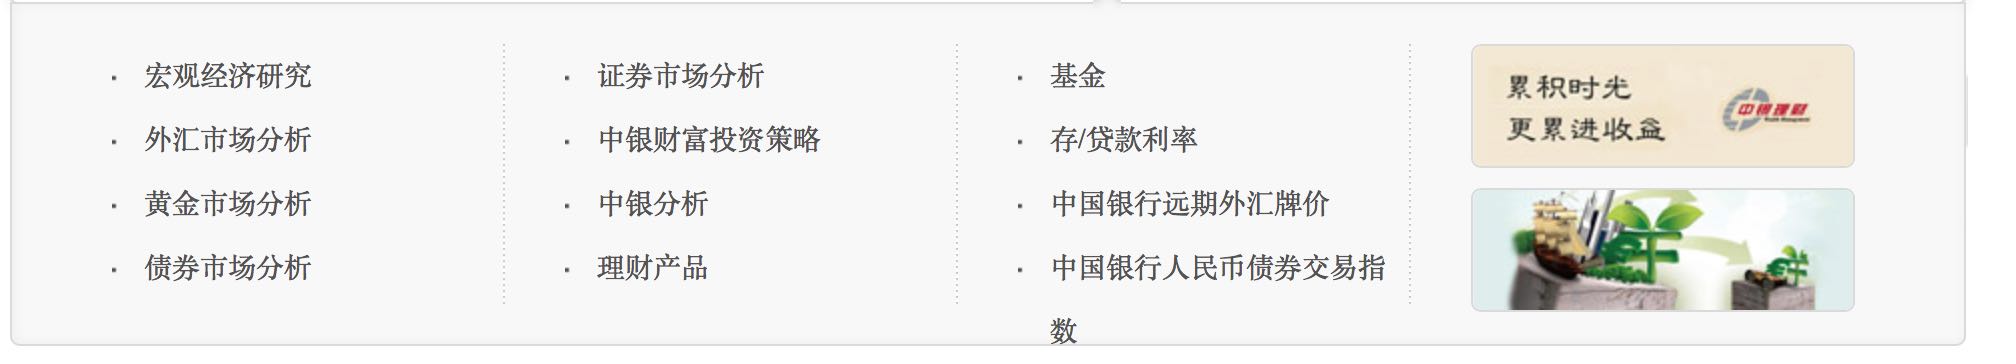 宏观经济研究
外汇市场分析
黄金市场分析
债券市场分析
证券市场分析
中银财富投资策略
中银分析
理财产品
基金
存/贷款利率
中国银行远期外汇牌价
中国银行人民币债券交易指
数
累积时光
更累进收益
中银理财
Wealth Management